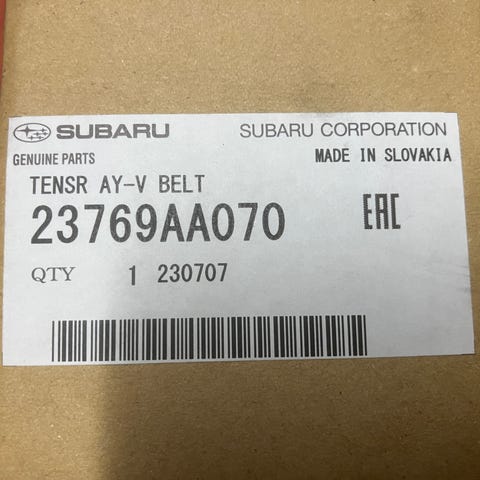 SUBARU SUBARU CORPORATION
GENUINE PARTS MADE IN SLOVAKIA
TENSR AY-V BELT
23769AA070 EAC
QTY 1 230707